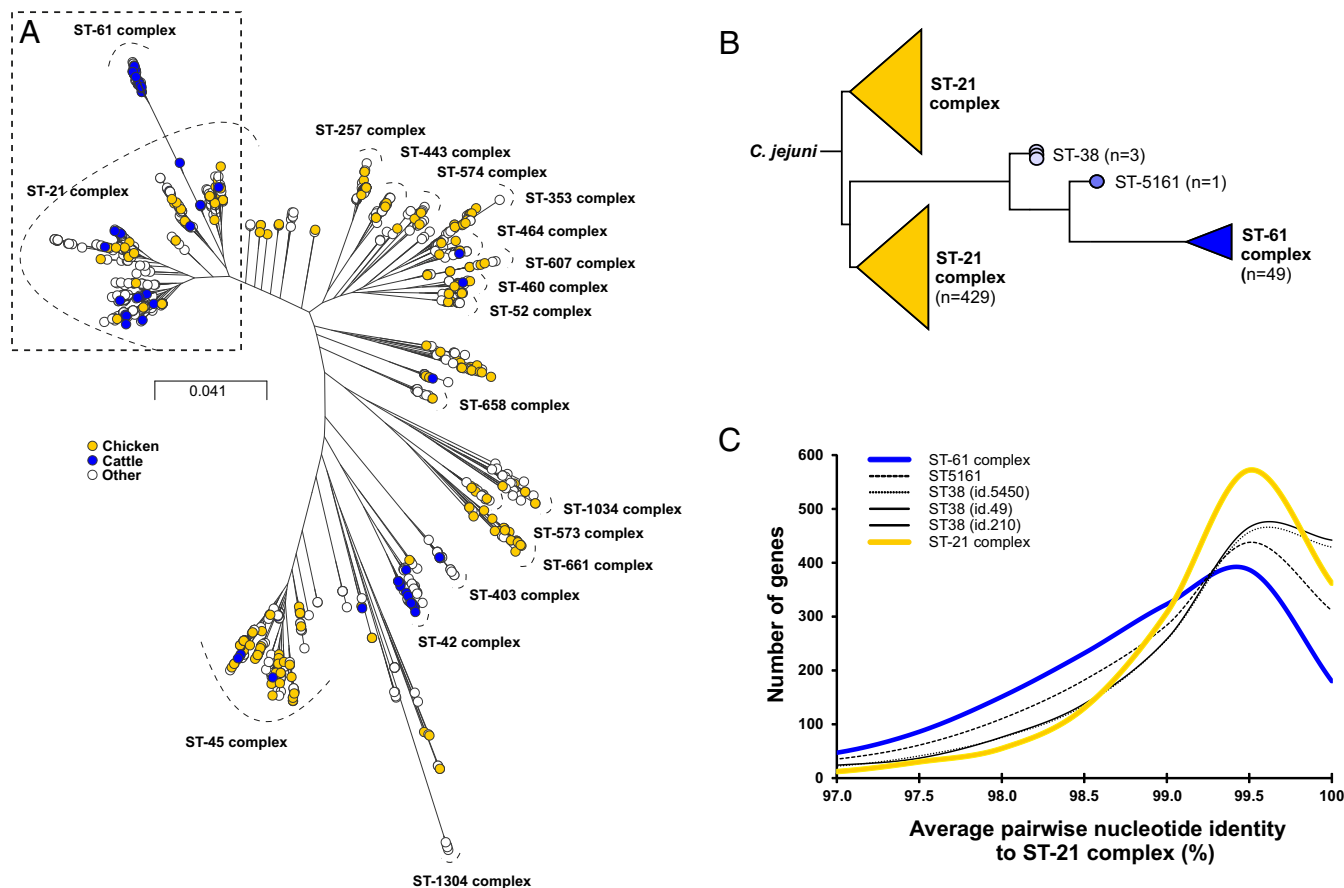 A
ST-61 complex
ST-21 complex
ST-257 complex
ST-443 complex
ST-574 complex
ST-353 complex
ST-464 complex
ST-607 complex
ST-460 complex
ST-52 complex
0.041
ST-658 complex
Chicken
Cattle
Other
ST-1034 complex
ST-573 complex
ST-661 complex
ST-403 complex
ST-42 complex
ST-45 complex
ST-1304 complex
B
ST-21
complex
C. jejuni
ST-38 (n=3)
ST-5161 (n=1)
ST-21
complex
(n=429)
ST-61
complex
(n=49)
C
ST-61 complex
ST5161
ST38 (id.5450)
ST38 (id.49)
ST38 (id.210)
ST-21 complex
Number of genes
600
500
400
300
200
100
0
97.0 97.5 98.0 98.5 99.0 99.5 100
Average pairwise nucleotide identity
to ST-21 complex (%)